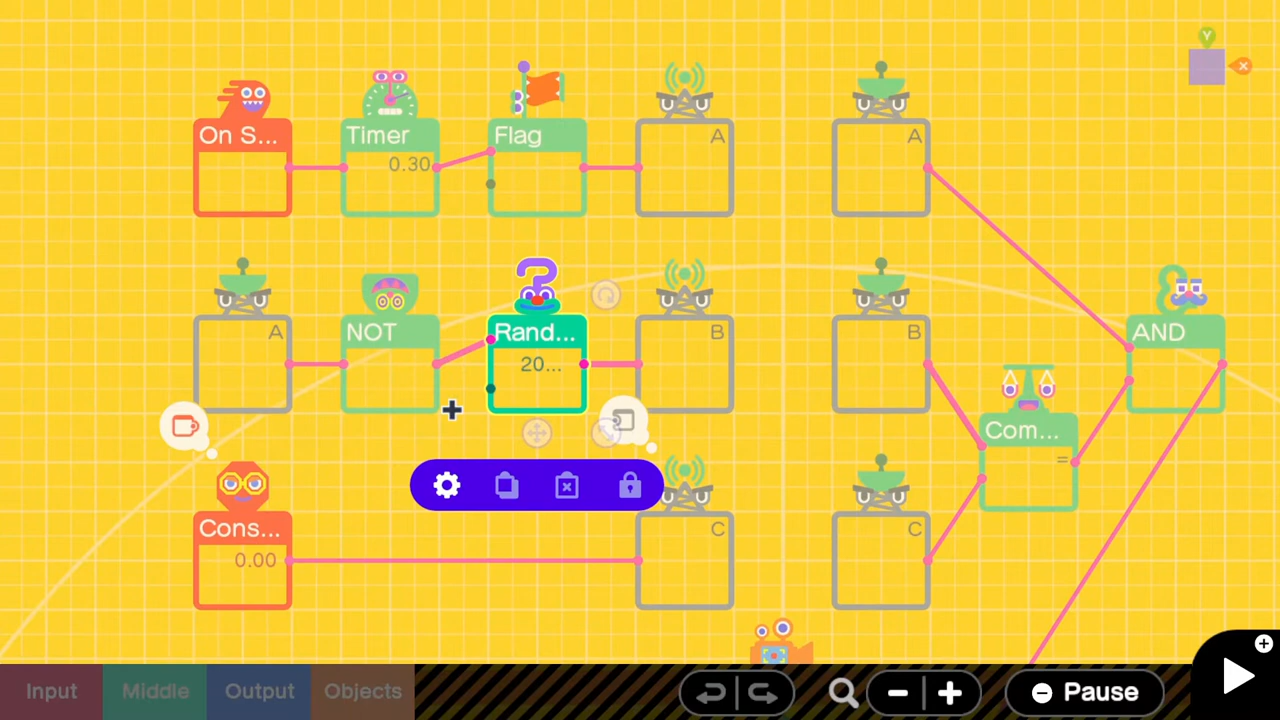 Y
On S...
Timer
0.30
Flag
A
A
A
NOT
Rand...
20...
B
B
AND
Com...
=
Cons...
0.00
C
C
Input
Middle
Output
Objects
Pause